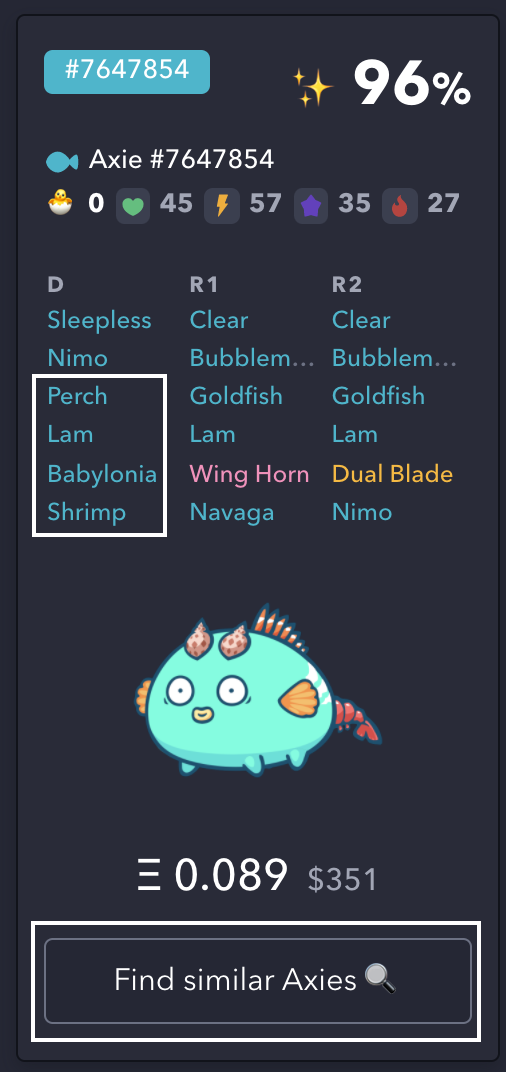 #7647854
96%
Axie #7647854
0 45 57 35 27
D R1 R2
Sleepless Clear Clear
Nimo Bubblem... Bubblem...
Perch Goldfish Goldfish
Lam Lam Lam
Babylonia Wing Horn Dual Blade
Shrimp Navaga Nimo
Ξ 0.089 $351
Find similar Axies